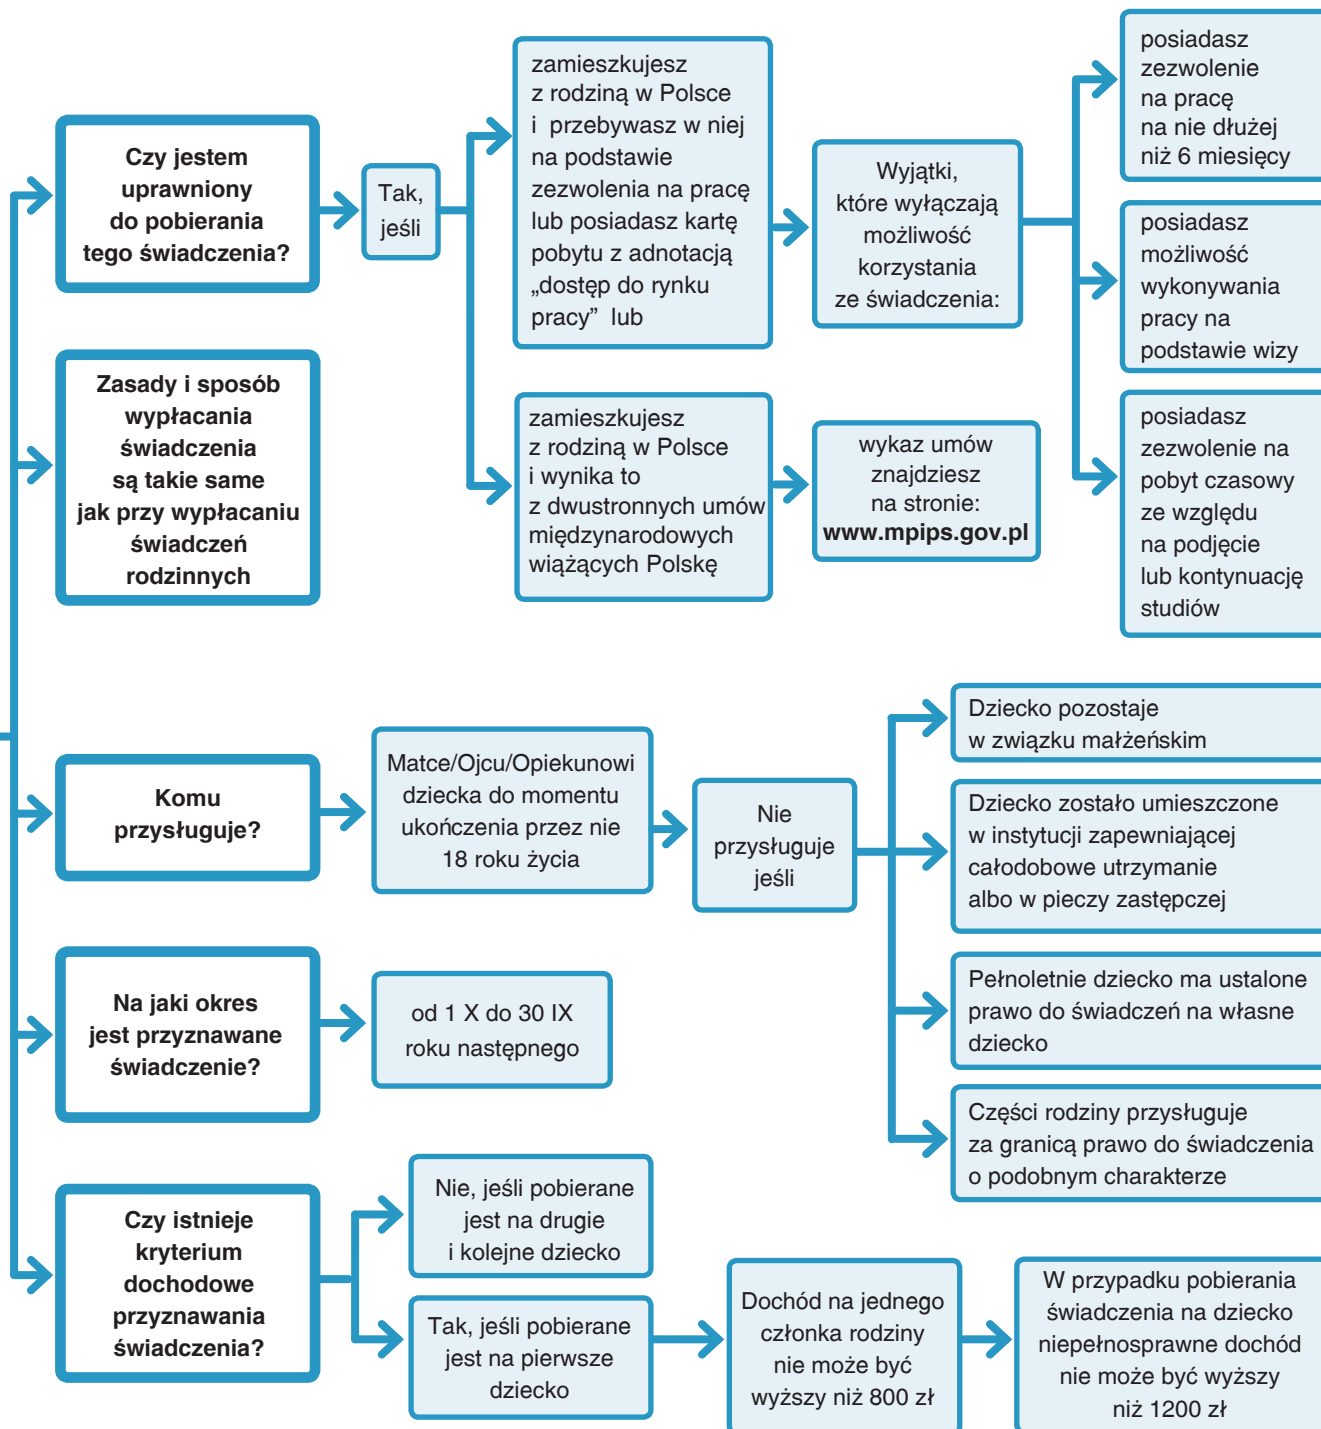 Czy jestem
uprawniony
do pobierania
tego świadczenia?
Tak,
jeśli
zamieszkujesz
z rodziną w Polsce
i przebywasz w niej
na podstawie
zezwolenia na pracę
lub posiadasz kartę
pobytu z adnotacją
„dostęp do rynku
pracy” lub
Wyjątki,
które wyłączają
możliwość
korzystania
ze świadczenia:
posiadasz
zezwolenie
na pracę
na nie dłużej
niż 6 miesięcy
posiadasz
możliwość
wykonywania
pracy na
podstawie wizy
posiadasz
zezwolenie na
pobyt czasowy
ze względu
na podjęcie
lub kontynuację
studiów
zamieszkujesz
z rodziną w Polsce
i wynika to
z dwustronnych umów
międzynarodowych
wiążących Polskę
wykaz umów
znajdziesz
na stronie:
www.mpips.gov.pl
Zasady i sposób
wypłacania
świadczenia
są takie same
jak przy wypłacaniu
świadczeń
rodzinnych
Komu
przysługuje?
Matce/Ojcu/Opiekunowi
dziecka do momentu
ukończenia przez nie
18 roku życia
Nie
przysługuje
jeśli
Dziecko pozostaje
w związku małżeńskim
Dziecko zostało umieszczone
w instytucji zapewniającej
całodobowe utrzymanie
albo w pieczy zastępczej
Pełnoletnie dziecko ma ustalone
prawo do świadczeń na własne
dziecko
Części rodziny przysługuje
za granicą prawo do świadczenia
o podobnym charakterze
Na jaki okres
jest przyznawane
świadczenie?
od 1 X do 30 IX
roku następnego
Czy istnieje
kryterium
dochodowe
przyznawania
świadczenia?
Nie, jeśli pobierane
jest na drugie
i kolejne dziecko
Tak, jeśli pobierane
jest na pierwsze
dziecko
Dochód na jednego
członka rodziny
nie może być
wyższy niż 800 zł
W przypadku pobierania
świadczenia na dziecko
niepełnosprawne dochód
nie może być wyższy
niż 1200 zł